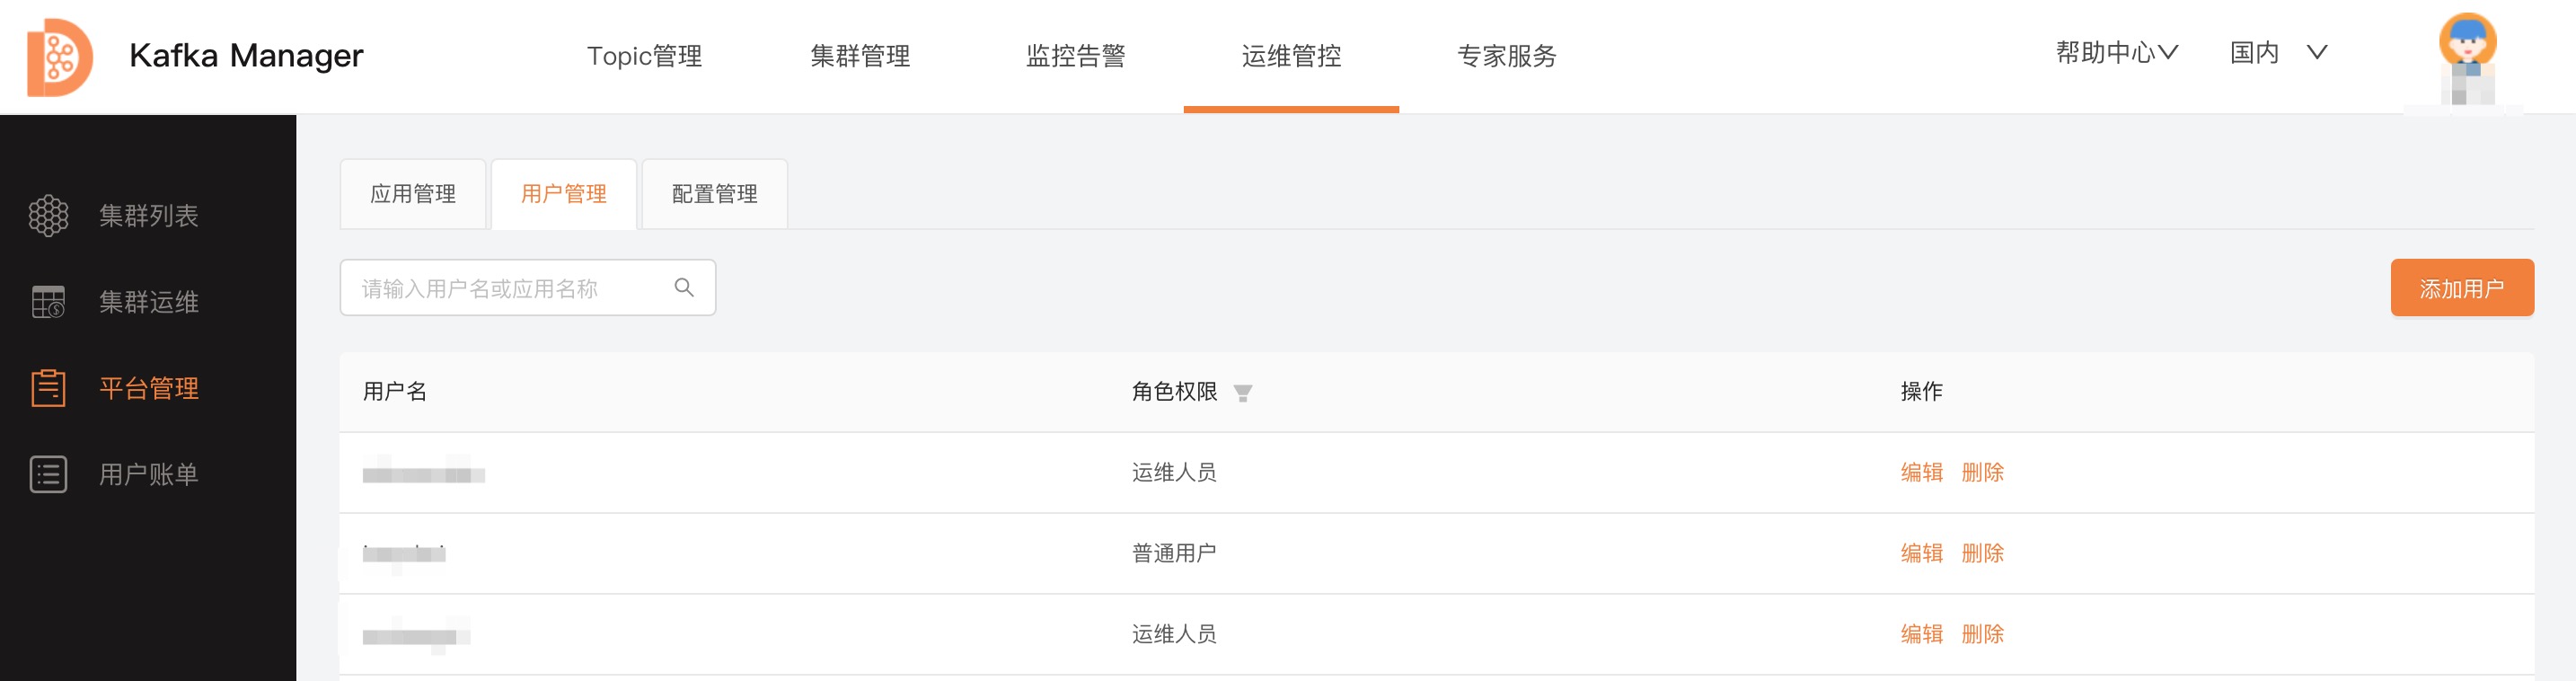 Kafka Manager Topic管理 集群管理 监控告警 运维管控 专家服务 帮助中心 国内
集群列表
集群运维
平台管理
用户账单
应用管理 用户管理 配置管理
请输入用户名或应用名称 添加用户
用户名 角色权限 操作
运维人员 编辑 删除
普通用户 编辑 删除
运维人员 编辑 删除